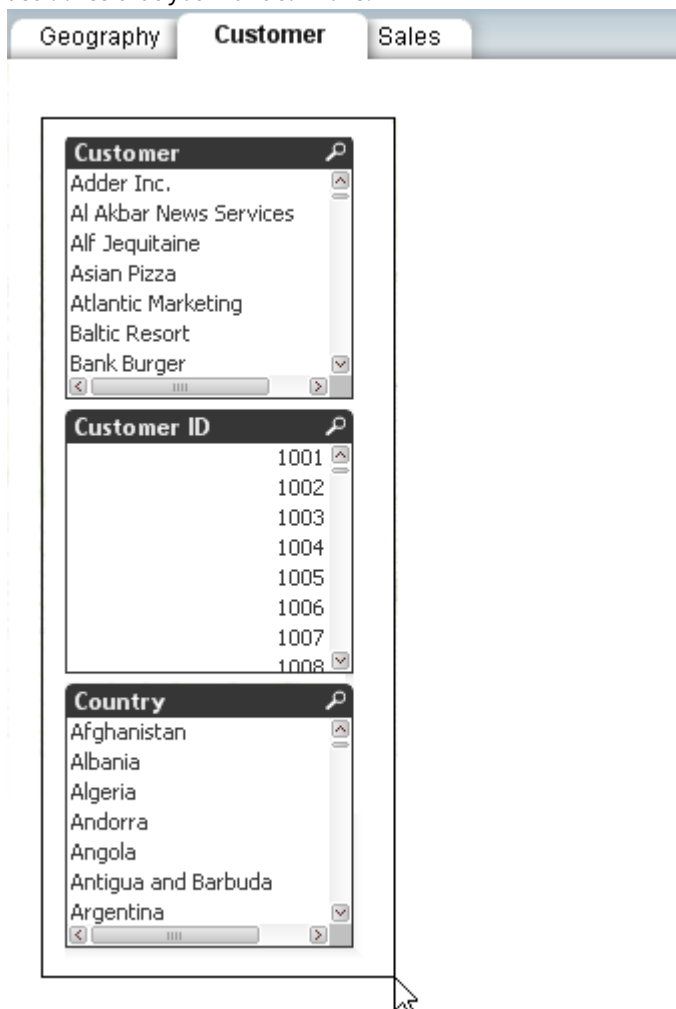 Geography Customer Sales
Customer
Adder Inc.
Al Akbar News Services
Alf Jequitaine
Asian Pizza
Atlantic Marketing
Baltic Resort
Bank Burger
Customer ID
1001
1002
1003
1004
1005
1006
1007
1008
Country
Afghanistan
Albania
Algeria
Andorra
Angola
Antigua and Barbuda
Argentina